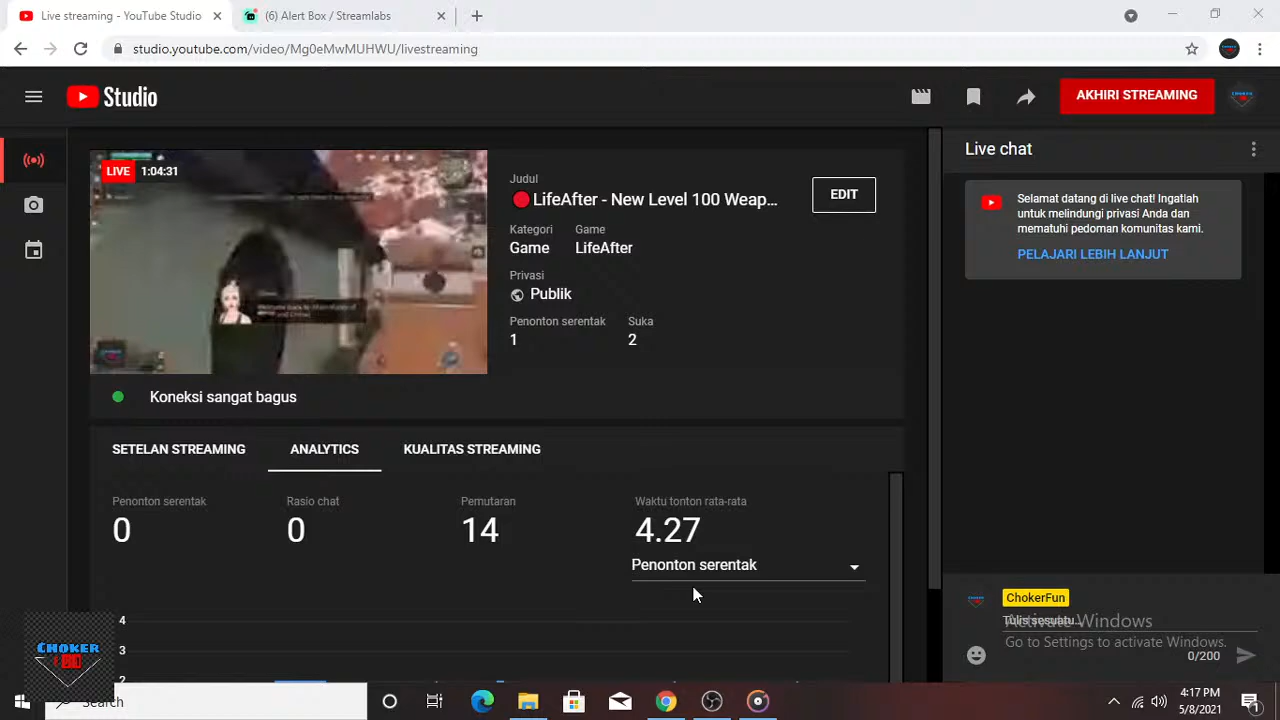 Live streaming - YouTube Studio
(6) Alert Box / Streamlabs
studio.youtube.com/video/Mg0eMwMUHWU/livestreaming
Studio
AKHIRI STREAMING
LIVE 1:04:31
Judul
LifeAfter - New Level 100 Weap...
EDIT
Kategori Game
Game LifeAfter
Privasi
Publik
Penonton serentak Suka
1 2
Koneksi sangat bagus
Live chat
Selamat datang di live chat! Ingatlah
untuk melindungi privasi Anda dan
mematuhi pedoman komunitas kami.
PELAJARI LEBIH LANJUT
SETELAN STREAMING ANALYTICS KUALITAS STREAMING
Penonton serentak Rasio chat Pemutaran Waktu tonton rata-rata
0 0 14 4.27
Penonton serentak
4
3
2
ChokerFun
Tulis sesuatu...
Activate Windows
Go to Settings to activate Windows.
0/200
CHOKER
Search
4:17 PM
5/8/2021
1